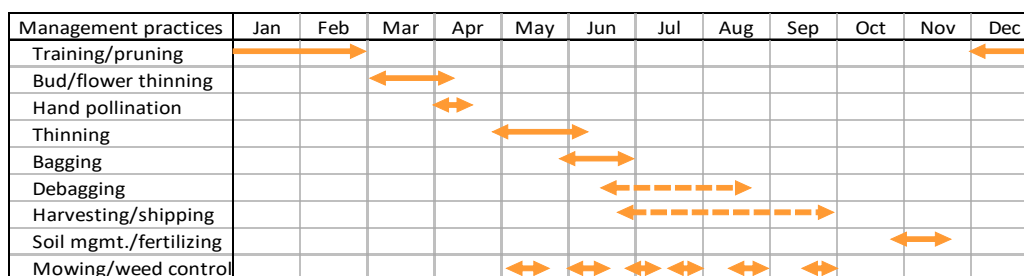 Management practices Jan Feb Mar Apr May Jun Jul Aug Sep Oct Nov Dec
Training/pruning
Bud/flower thinning
Hand pollination
Thinning
Bagging
Debagging
Harvesting/shipping
Soil mgmt./fertilizing
Mowing/weed control